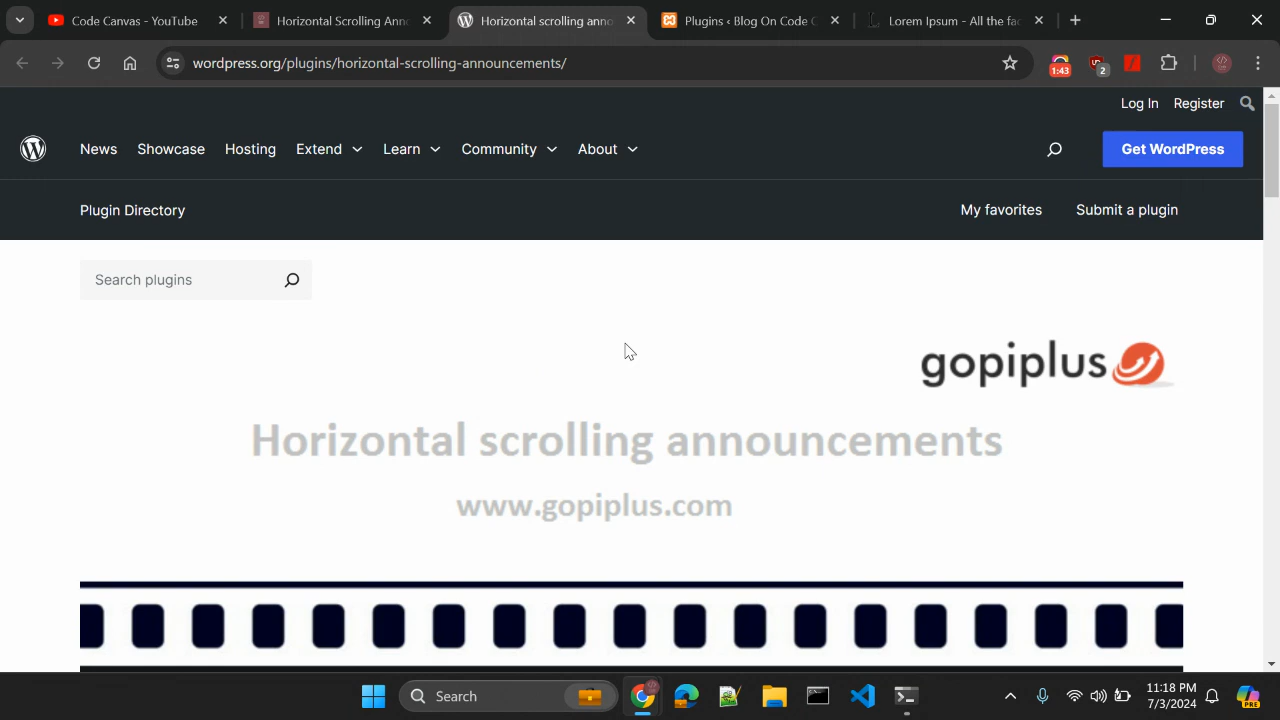 Code Canvas - YouTube
Horizontal Scrolling Ann
Horizontal scrolling anno
Plugins ‹ Blog On Code C
Lorem Ipsum - All the fac
wordpress.org/plugins/horizontal-scrolling-announcements/
1:43
2
Log In Register
News Showcase Hosting Extend Learn Community About
Get WordPress
Plugin Directory
My favorites Submit a plugin
Search plugins
gopiplus
Horizontal scrolling announcements
www.gopiplus.com
Search
PRE
11:18 PM
7/3/2024